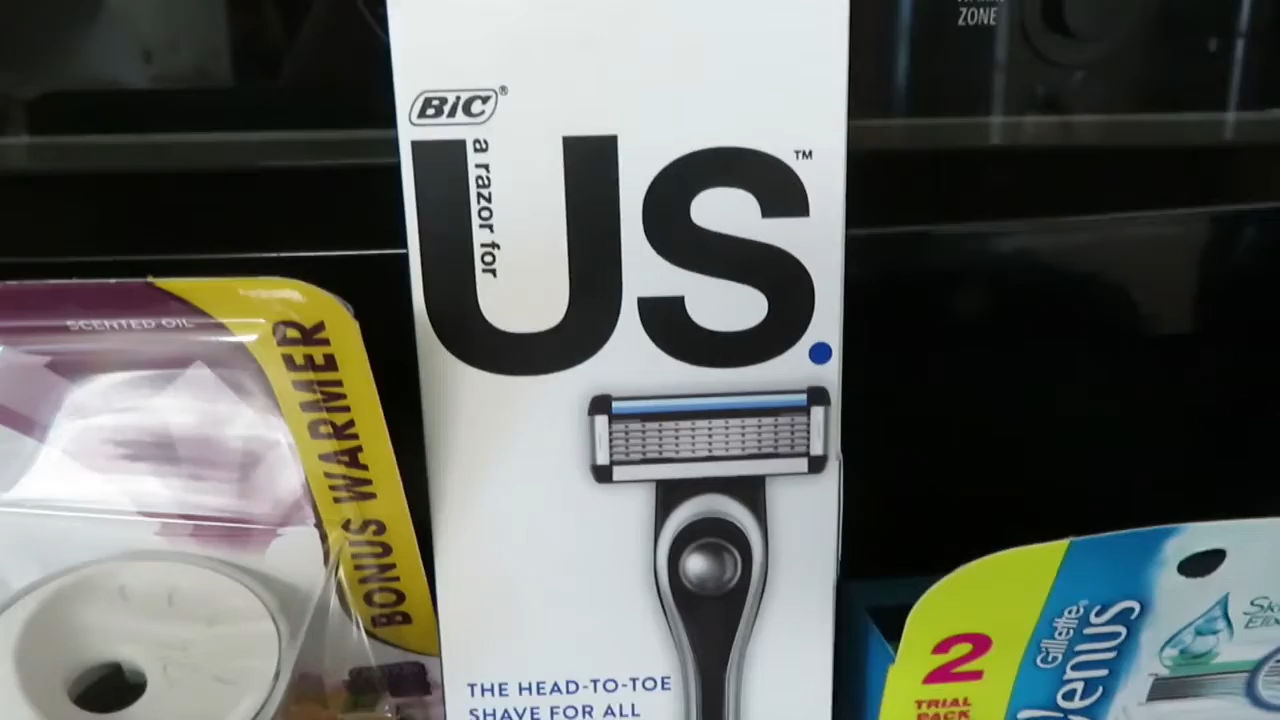 ZONE
BIC®
a razor for
US.™
SCENTED OIL
BONUS WARMER
THE HEAD-TO-TOE
SHAVE FOR ALL
2
TRIAL
PACK
Gillette®
Venus